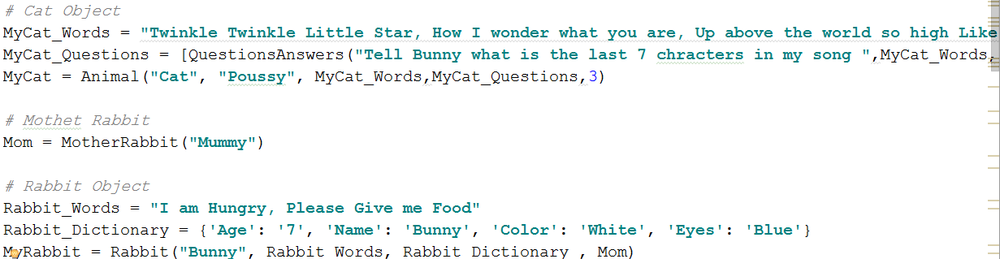 # Cat Object
MyCat_Words = "Twinkle Twinkle Little Star, How I wonder what you are, Up above the world so high Like
MyCat_Questions = [QuestionsAnswers("Tell Bunny what is the last 7 chracters in my song ",MyCat_Words,
MyCat = Animal("Cat", "Poussy", MyCat_Words,MyCat_Questions,3)
# Mothet Rabbit
Mom = MotherRabbit("Mummy")
# Rabbit Object
Rabbit_Words = "I am Hungry, Please Give me Food"
Rabbit_Dictionary = {'Age': '7', 'Name': 'Bunny', 'Color': 'White', 'Eyes': 'Blue'}
MyRabbit = Rabbit("Bunny", Rabbit_Words, Rabbit_Dictionary , Mom)